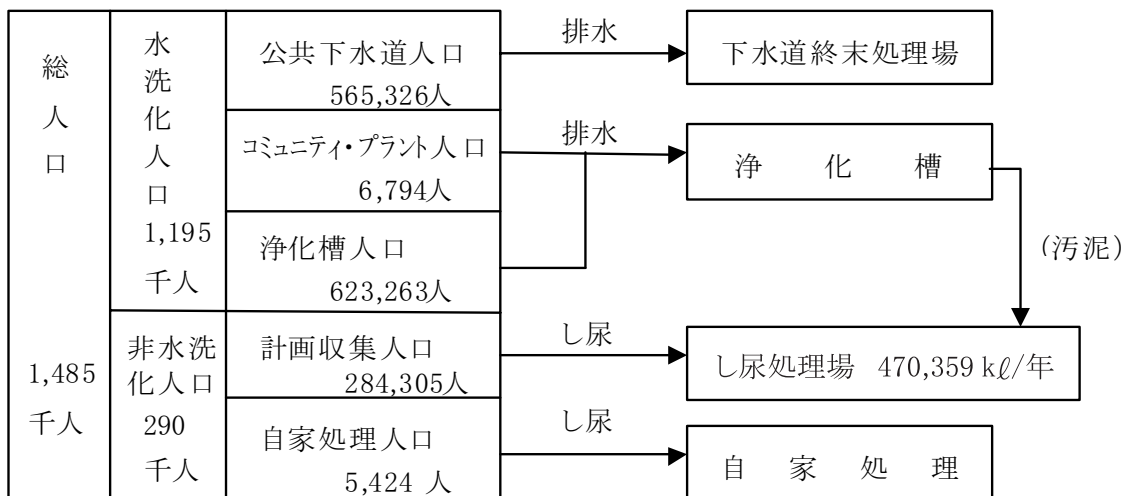 総人口
1,485
千人
水洗化人口
1,195
千人
非水洗
化人口
290
千人
公共下水道人口
565,326人
コミュニティ・プラント人口
6,794人
浄化槽人口
623,263人
計画収集人口
284,305人
自家処理人口
5,424 人
排水
排水
し尿
し尿
下水道終末処理場
浄 化 槽
(汚泥)
し尿処理場 470,359 kℓ/年
自 家 処 理